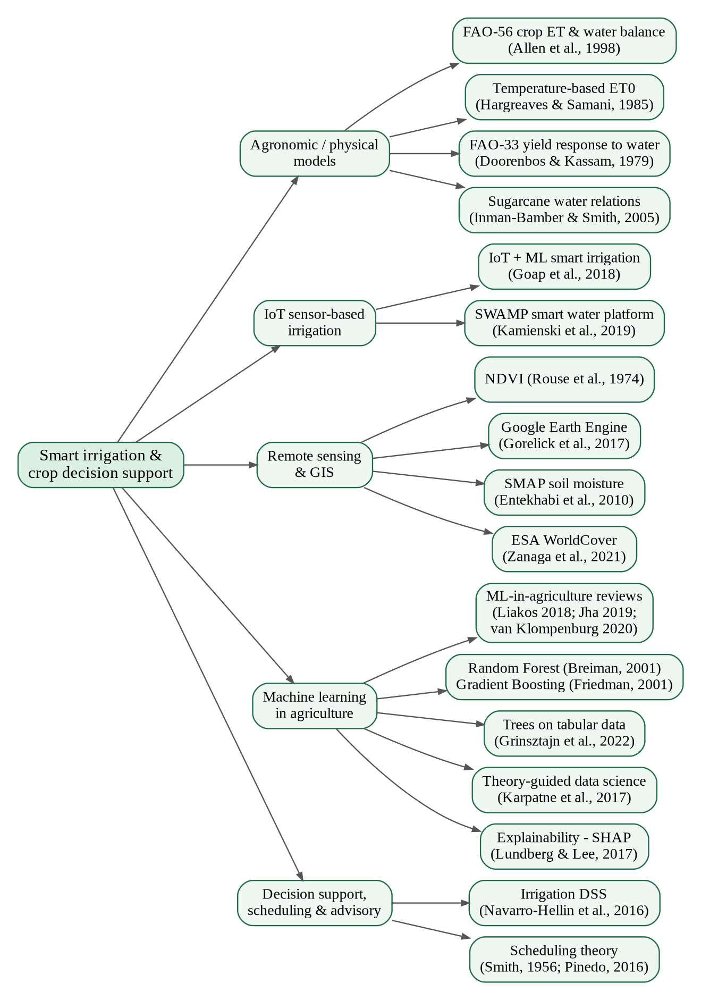 Smart irrigation &
crop decision support
Agronomic / physical
models
FAO-56 crop ET & water balance
(Allen et al., 1998)
Temperature-based ET0
(Hargreaves & Samani, 1985)
FAO-33 yield response to water
(Doorenbos & Kassam, 1979)
Sugarcane water relations
(Inman-Bamber & Smith, 2005)
IoT sensor-based
irrigation
IoT + ML smart irrigation
(Goap et al., 2018)
SWAMP smart water platform
(Kamienski et al., 2019)
Remote sensing
& GIS
NDVI (Rouse et al., 1974)
Google Earth Engine
(Gorelick et al., 2017)
SMAP soil moisture
(Entekhabi et al., 2010)
ESA WorldCover
(Zanaga et al., 2021)
Machine learning
in agriculture
ML-in-agriculture reviews
(Liakos 2018; Jha 2019;
van Klompenburg 2020)
Random Forest (Breiman, 2001)
Gradient Boosting (Friedman, 2001)
Trees on tabular data
(Grinsztajn et al., 2022)
Theory-guided data science
(Karpatne et al., 2017)
Explainability - SHAP
(Lundberg & Lee, 2017)
Decision support,
scheduling & advisory
Irrigation DSS
(Navarro-Hellin et al., 2016)
Scheduling theory
(Smith, 1956; Pinedo, 2016)